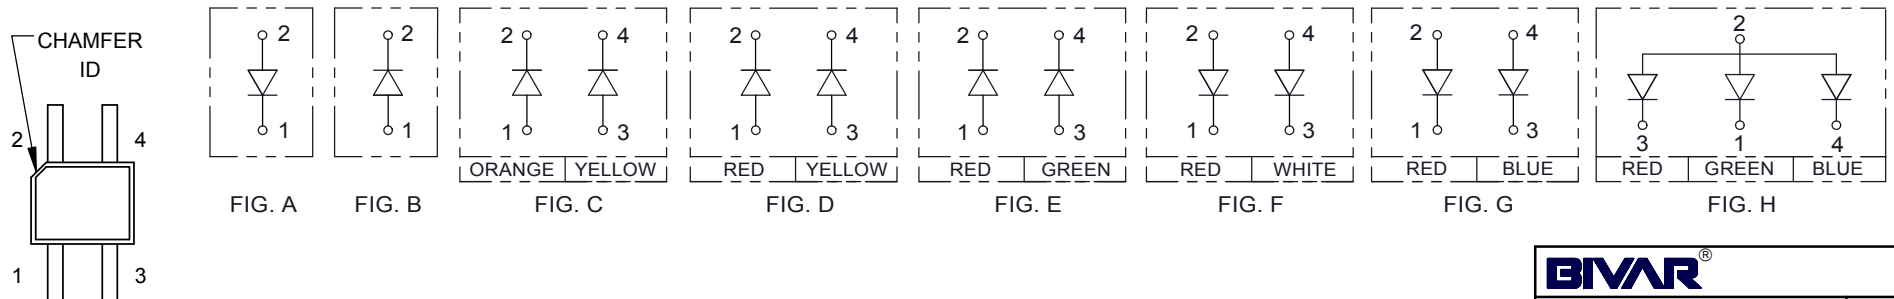 CHAMFER
ID
2 4
1 3
2
1
FIG. A
2
1
FIG. B
2 4
1 3
ORANGE YELLOW
FIG. C
2 4
1 3
RED YELLOW
FIG. D
2 4
1 3
RED GREEN
FIG. E
2 4
1 3
RED WHITE
FIG. F
2 4
1 3
RED BLUE
FIG. G
2
3 1 4
RED GREEN BLUE
FIG. H
BIVAR®